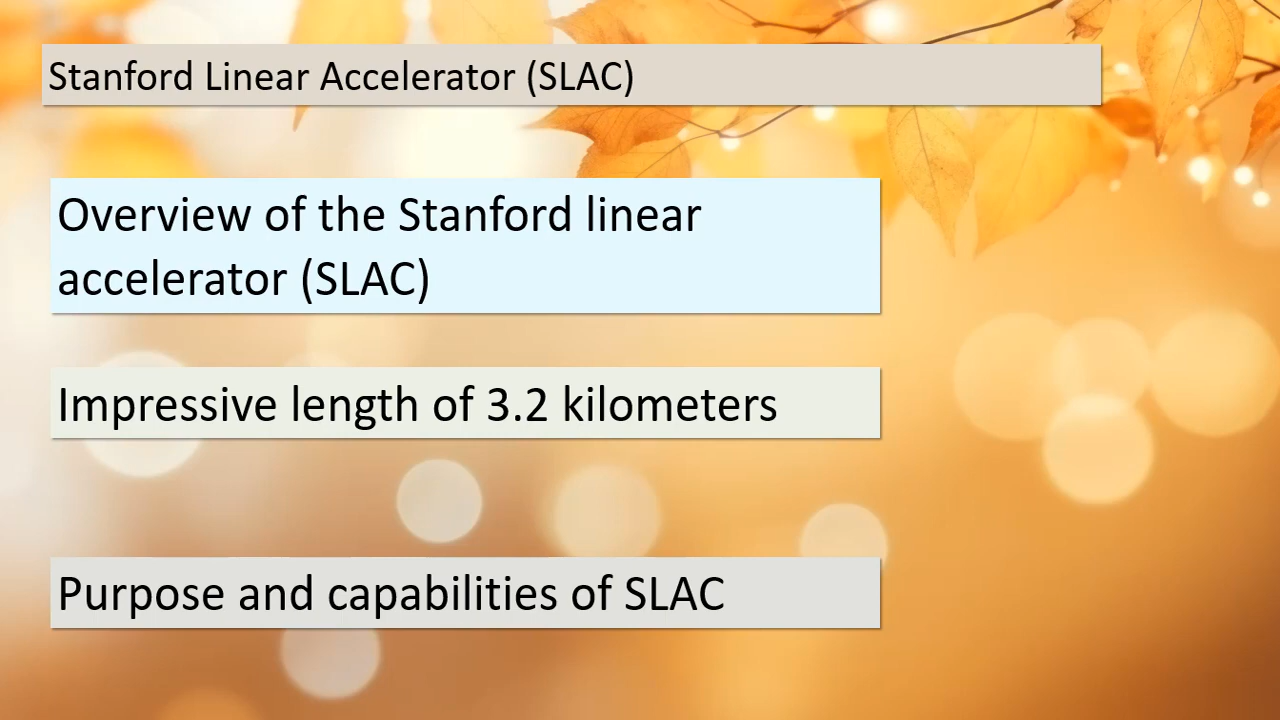 Stanford Linear Accelerator (SLAC)
Overview of the Stanford linear
accelerator (SLAC)
Impressive length of 3.2 kilometers
Purpose and capabilities of SLAC